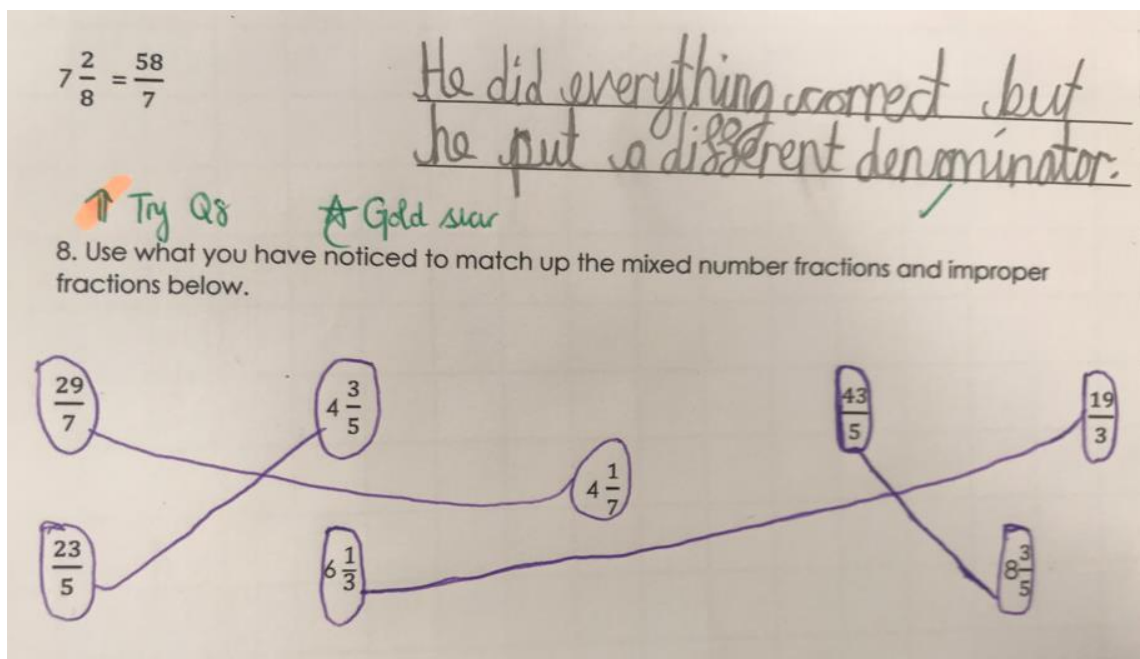 7 2/8 = 58/7
He did everything correct but
he put a different denominator.
↑ Try Q8 ☆ Gold star
8. Use what you have noticed to match up the mixed number fractions and improper
fractions below.
29/7 4 3/5 43/5 19/3
4 1/7
23/5 6 1/3 8 3/5